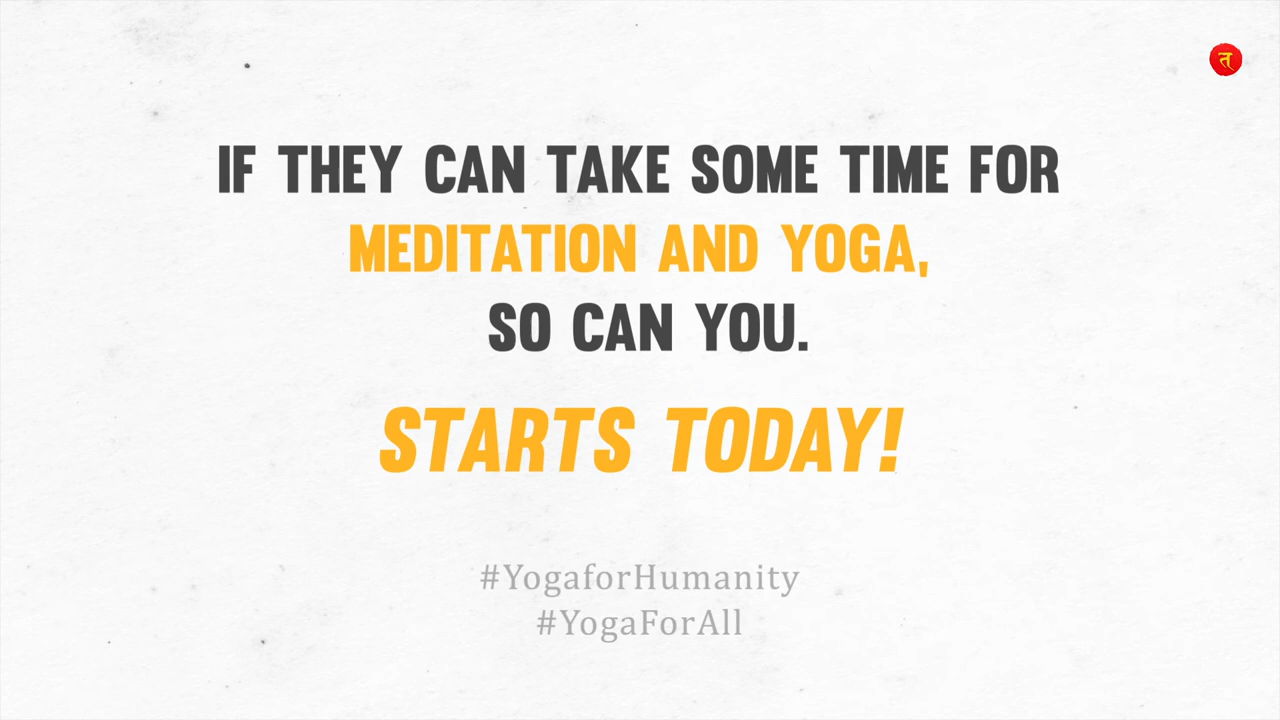 त्
IF THEY CAN TAKE SOME TIME FOR
MEDITATION AND YOGA,
SO CAN YOU.
STARTS TODAY!
#YogaforHumanity
#YogaForAll